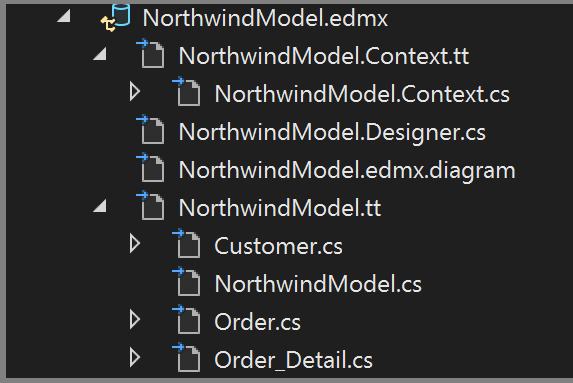 NorthwindModel.edmx
NorthwindModel.Context.tt
NorthwindModel.Context.cs
NorthwindModel.Designer.cs
NorthwindModel.edmx.diagram
NorthwindModel.tt
Customer.cs
NorthwindModel.cs
Order.cs
Order_Detail.cs